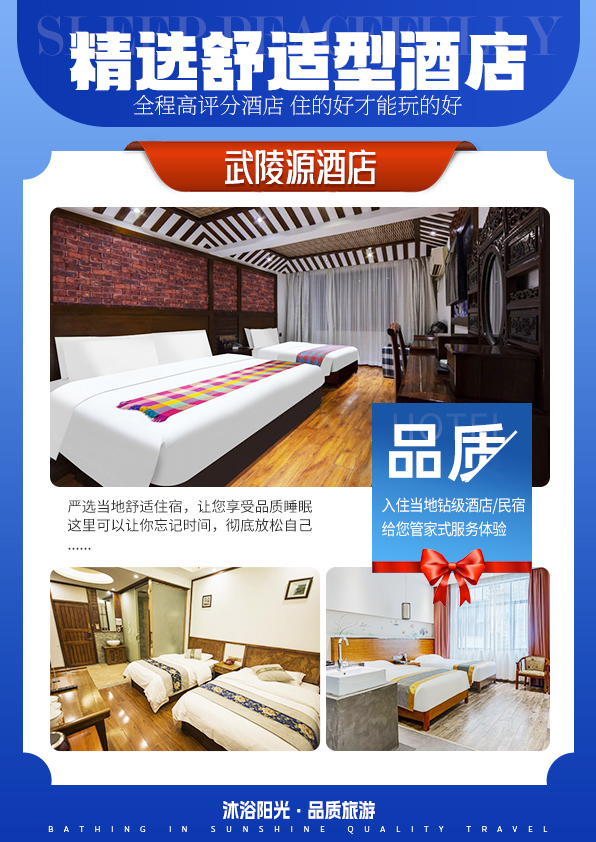 SLEEP PEACEFULLY
精选舒适型酒店
全程高评分酒店 住的好才能玩的好
武陵源酒店
HOTEL
品质
入住当地钻级酒店/民宿
给您管家式服务体验
严选当地舒适住宿，让您享受品质睡眠
这里可以让你忘记时间，彻底放松自己
......
沐浴阳光·品质旅游
BATHING IN SUNSHINE QUALITY TRAVEL